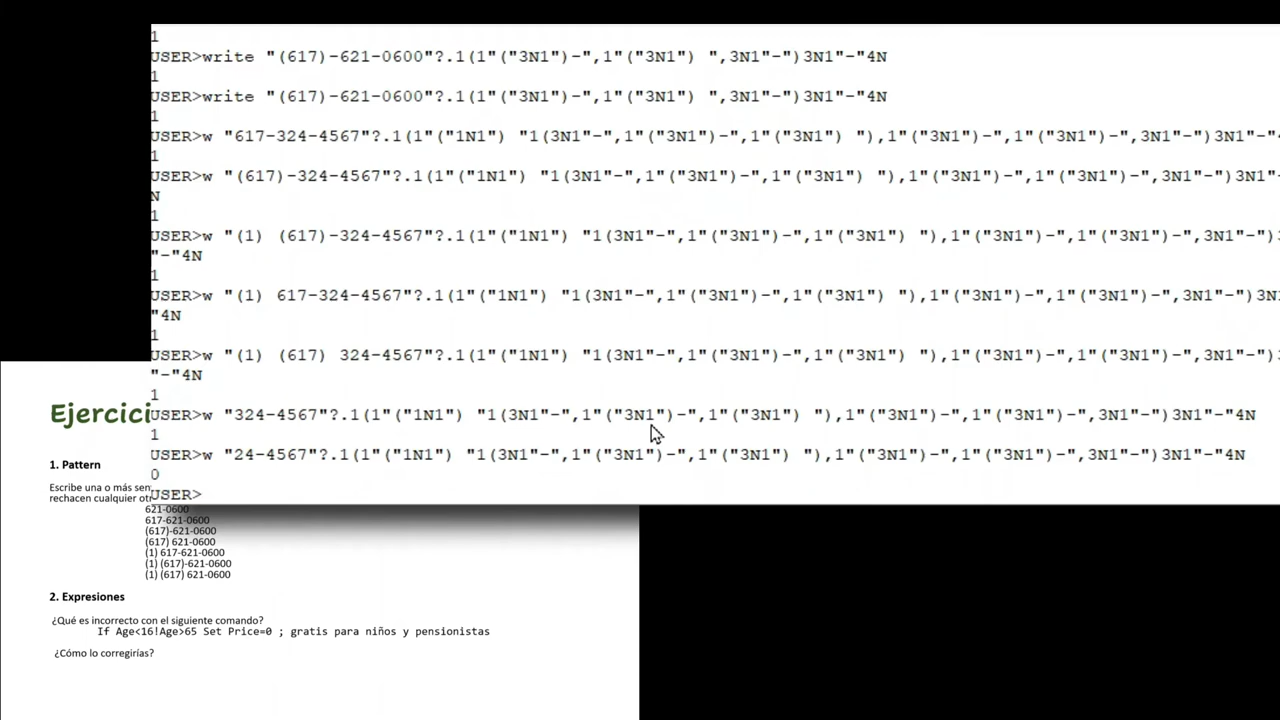 1
USER>write "(617)-621-0600"?.1(1"("3N1")-",1"("3N1") ",3N1"-")3N1"-"4N
1
USER>write "(617)-621-0600"?.1(1"("3N1")-",1"("3N1") ",3N1"-")3N1"-"4N
1
USER>w "617-324-4567"?.1(1"("1N1") "1(3N1"-",1"("3N1")-",1"("3N1") "),1"("3N1")-",1"("3N1")-",3N1"-")3N1"-"4
1
USER>w "(617)-324-4567"?.1(1"("1N1") "1(3N1"-",1"("3N1")-",1"("3N1") "),1"("3N1")-",1"("3N1")-",3N1"-")3N1"-
N
1
USER>w "(1) (617)-324-4567"?.1(1"("1N1") "1(3N1"-",1"("3N1")-",1"("3N1") "),1"("3N1")-",1"("3N1")-",3N1"-")3
"-"4N
1
USER>w "(1) 617-324-4567"?.1(1"("1N1") "1(3N1"-",1"("3N1")-",1"("3N1") "),1"("3N1")-",1"("3N1")-",3N1"-")3N1
"4N
1
USER>w "(1) (617) 324-4567"?.1(1"("1N1") "1(3N1"-",1"("3N1")-",1"("3N1") "),1"("3N1")-",1"("3N1")-",3N1"-")3
"-"4N
1
USER>w "324-4567"?.1(1"("1N1") "1(3N1"-",1"("3N1")-",1"("3N1") "),1"("3N1")-",1"("3N1")-",3N1"-")3N1"-"4N
1
USER>w "24-4567"?.1(1"("1N1") "1(3N1"-",1"("3N1")-",1"("3N1") "),1"("3N1")-",1"("3N1")-",3N1"-")3N1"-"4N
0
USER>
Ejercici
1. Pattern
Escribe una o más sen
rechacen cualquier otr
621-0600
617-621-0600
(617)-621-0600
(617) 621-0600
(1) 617-621-0600
(1) (617)-621-0600
(1) (617) 621-0600
2. Expresiones
¿Qué es incorrecto con el siguiente comando?
If Age<16!Age>65 Set Price=0 ; gratis para niños y pensionistas
¿Cómo lo corregirías?